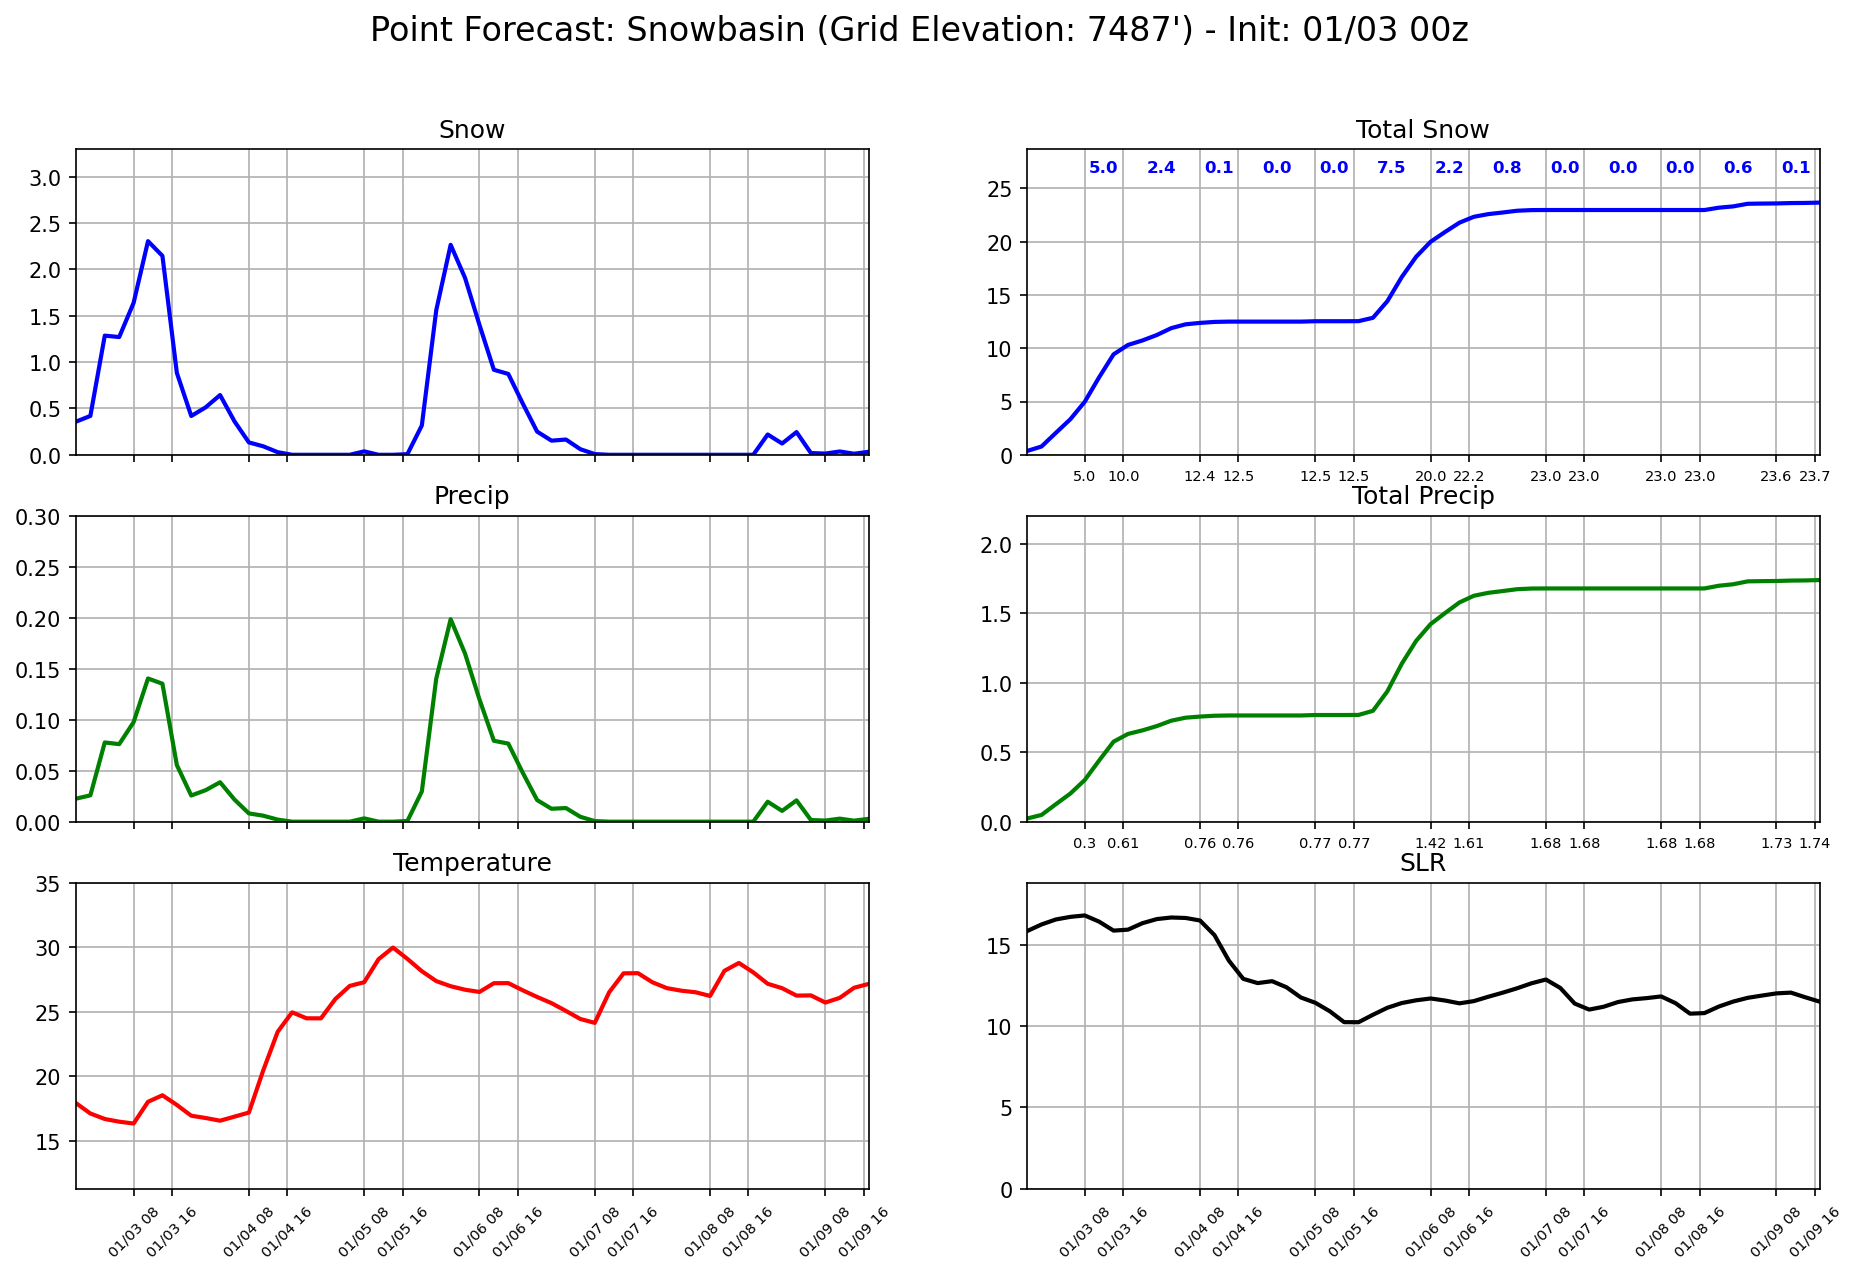 Point Forecast: Snowbasin (Grid Elevation: 7487') - Init: 01/03 00z
Snow
3.0
2.5
2.0
1.5
1.0
0.5
0.0
Total Snow
5.0 2.4 0.1 0.0 0.0 7.5 2.2 0.8 0.0 0.0 0.0 0.6 0.1
25
20
15
10
5
0
5.0 10.0 12.4 12.5 12.5 12.5 20.0 22.2 23.0 23.0 23.0 23.0 23.6 23.7
Precip
0.30
0.25
0.20
0.15
0.10
0.05
0.00
Total Precip
2.0
1.5
1.0
0.5
0.0
0.3 0.61 0.76 0.76 0.77 0.77 1.42 1.61 1.68 1.68 1.68 1.68 1.73 1.74
Temperature
35
30
25
20
15
01/03 08 01/03 16 01/04 08 01/04 16 01/05 08 01/05 16 01/06 08 01/06 16 01/07 08 01/07 16 01/08 08 01/08 16 01/09 08 01/09 16
SLR
15
10
5
0
01/03 08 01/03 16 01/04 08 01/04 16 01/05 08 01/05 16 01/06 08 01/06 16 01/07 08 01/07 16 01/08 08 01/08 16 01/09 08 01/09 16